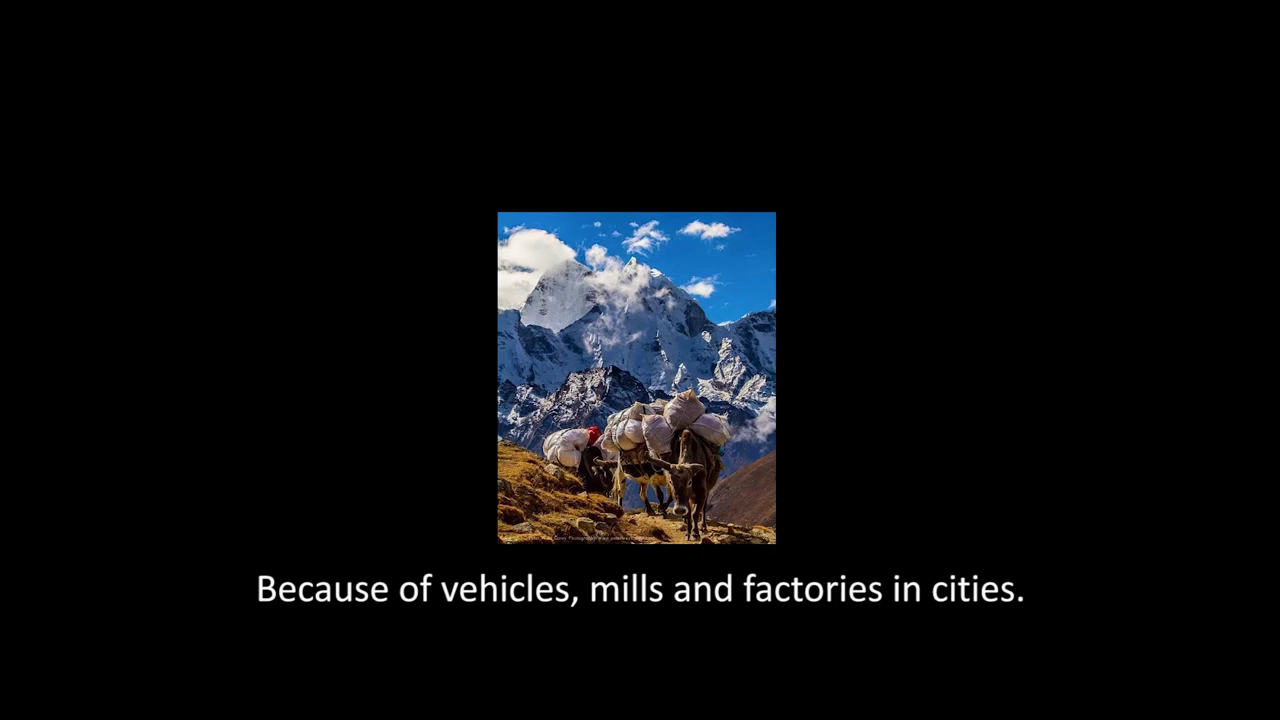 Because of vehicles, mills and factories in cities.